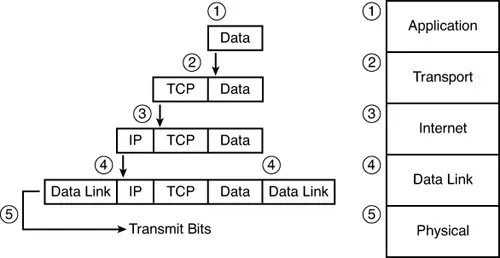 1
Data
2
TCP Data
3
IP TCP Data
4 4
Data Link IP TCP Data Data Link
5
Transmit Bits
1
Application
2
Transport
3
Internet
4
Data Link
5
Physical